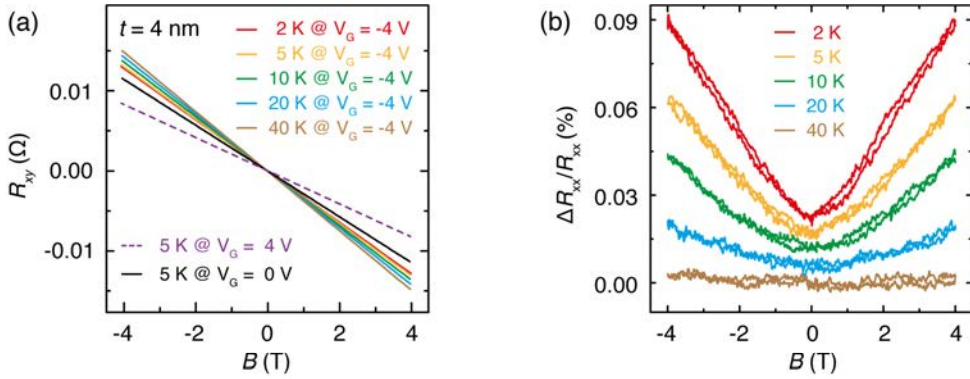 (a)
t = 4 nm
2 K @ V_G = -4 V
5 K @ V_G = -4 V
10 K @ V_G = -4 V
20 K @ V_G = -4 V
40 K @ V_G = -4 V
0.01
0.00
-0.01
R_xy (Ω)
5 K @ V_G = 4 V
5 K @ V_G = 0 V
-4 -2 0 2 4
B (T)
(b)
0.09
0.06
0.03
0.00
ΔR_xx/R_xx (%)
2 K
5 K
10 K
20 K
40 K
-4 -2 0 2 4
B (T)